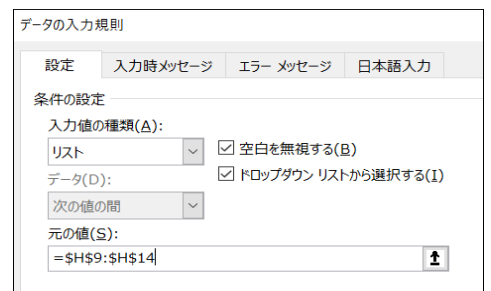 データの入力規則
設定 入力時メッセージ エラー メッセージ 日本語入力
条件の設定
入力値の種類(A):
リスト 空白を無視する(B)
データ(D): ドロップダウン リストから選択する(I)
次の値の間
元の値(S):
=$H$9:$H$14